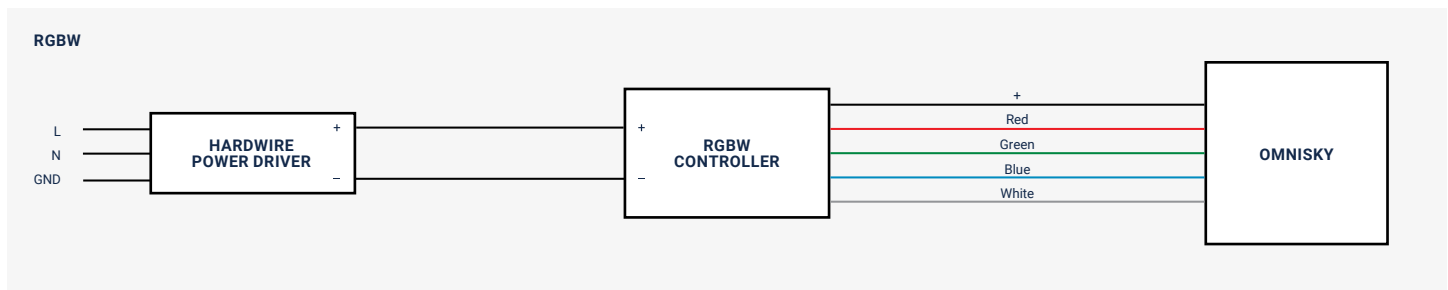 RGBW
L
N
GND
HARDWIRE
POWER DRIVER
+
–
+
–
RGBW
CONTROLLER
+
Red
Green
Blue
White
OMNISKY